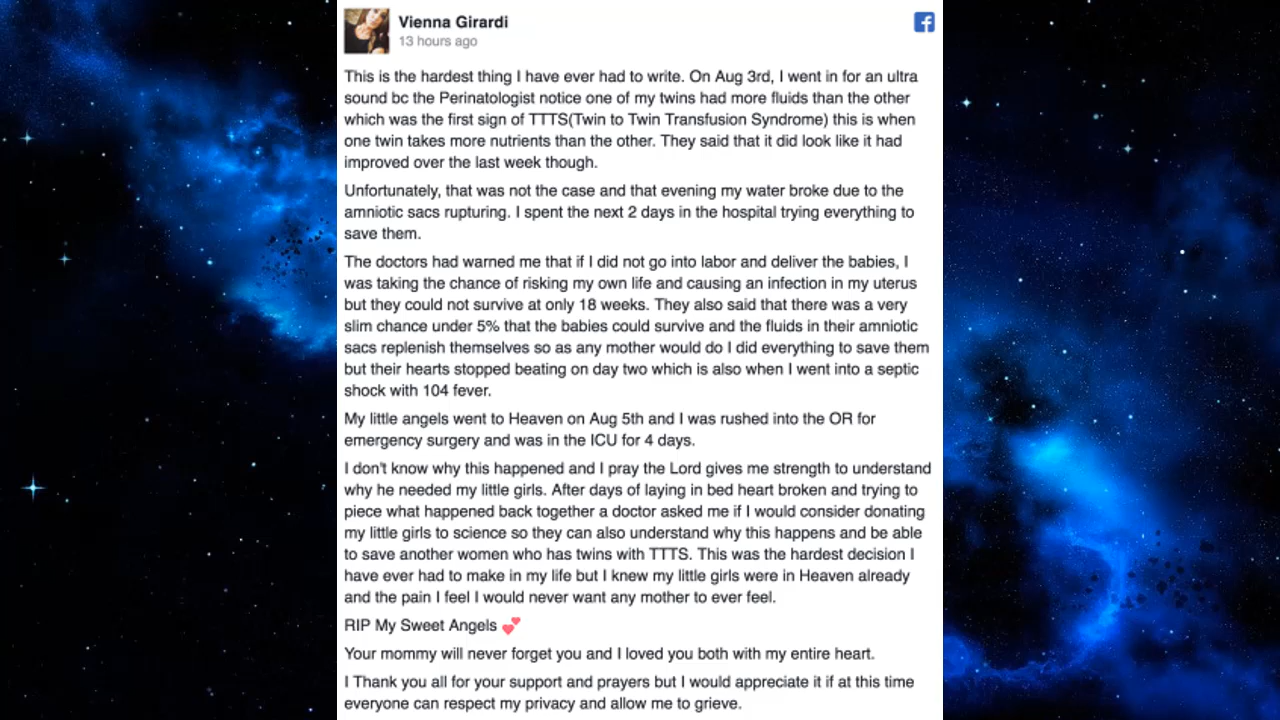 Vienna Girardi
13 hours ago
This is the hardest thing I have ever had to write. On Aug 3rd, I went in for an ultra
sound bc the Perinatologist notice one of my twins had more fluids than the other
which was the first sign of TTTS(Twin to Twin Transfusion Syndrome) this is when
one twin takes more nutrients than the other. They said that it did look like it had
improved over the last week though.
Unfortunately, that was not the case and that evening my water broke due to the
amniotic sacs rupturing. I spent the next 2 days in the hospital trying everything to
save them.
The doctors had warned me that if I did not go into labor and deliver the babies, I
was taking the chance of risking my own life and causing an infection in my uterus
but they could not survive at only 18 weeks. They also said that there was a very
slim chance under 5% that the babies could survive and the fluids in their amniotic
sacs replenish themselves so as any mother would do I did everything to save them
but their hearts stopped beating on day two which is also when I went into a septic
shock with 104 fever.
My little angels went to Heaven on Aug 5th and I was rushed into the OR for
emergency surgery and was in the ICU for 4 days.
I don't know why this happened and I pray the Lord gives me strength to understand
why he needed my little girls. After days of laying in bed heart broken and trying to
piece what happened back together a doctor asked me if I would consider donating
my little girls to science so they can also understand why this happens and be able
to save another women who has twins with TTTS. This was the hardest decision I
have ever had to make in my life but I knew my little girls were in Heaven already
and the pain I feel I would never want any mother to ever feel.
RIP My Sweet Angels 💕
Your mommy will never forget you and I loved you both with my entire heart.
I Thank you all for your support and prayers but I would appreciate it if at this time
everyone can respect my privacy and allow me to grieve.